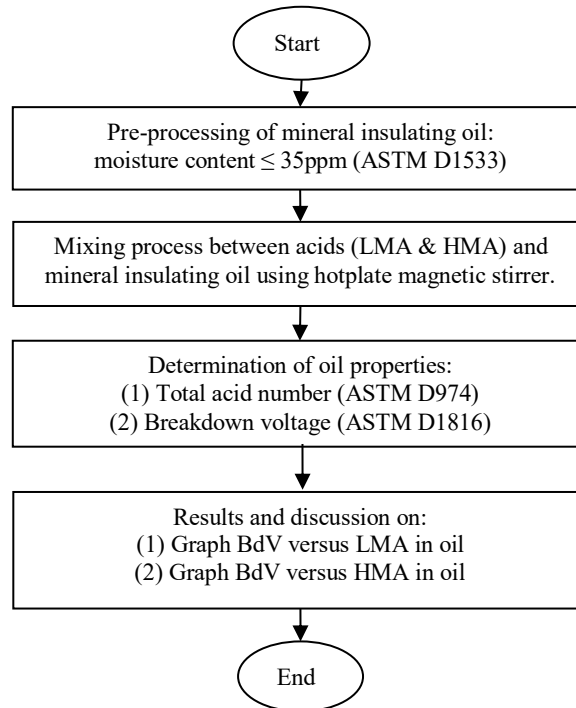 Start
Pre-processing of mineral insulating oil:
moisture content ≤ 35ppm (ASTM D1533)
Mixing process between acids (LMA & HMA) and
mineral insulating oil using hotplate magnetic stirrer.
Determination of oil properties:
(1) Total acid number (ASTM D974)
(2) Breakdown voltage (ASTM D1816)
Results and discussion on:
(1) Graph BdV versus LMA in oil
(2) Graph BdV versus HMA in oil
End